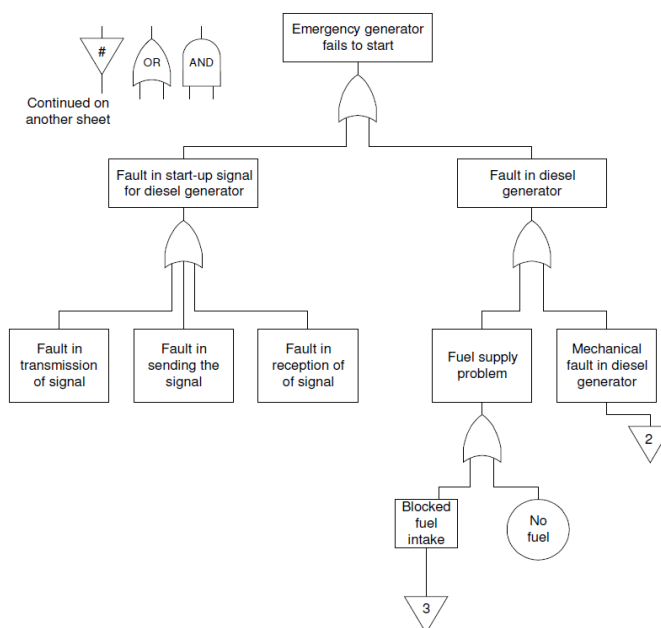 #
OR
AND
Continued on
another sheet
Emergency generator
fails to start
Fault in start-up signal
for diesel generator
Fault in diesel
generator
Fault in
transmission
of signal
Fault in
sending the
signal
Fault in
reception of
of signal
Fuel supply
problem
Mechanical
fault in diesel
generator
2
Blocked
fuel
intake
No
fuel
3